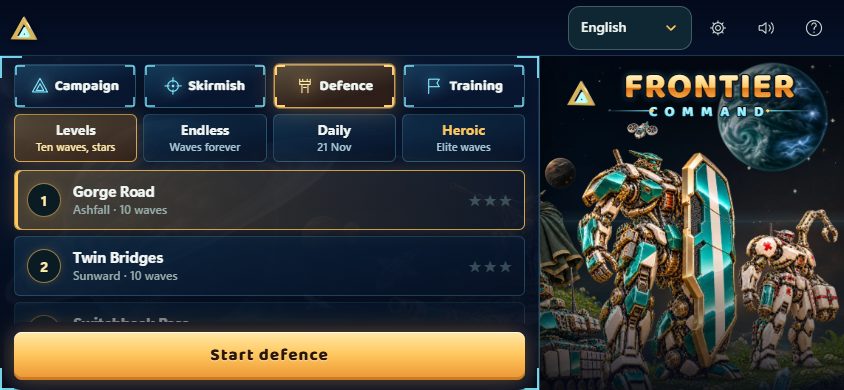 English
Campaign
Skirmish
Defence
Training
Levels
Ten waves, stars
Endless
Waves forever
Daily
21 Nov
Heroic
Elite waves
1
Gorge Road
Ashfall · 10 waves
2
Twin Bridges
Sunward · 10 waves
Start defence
FRONTIER
COMMAND